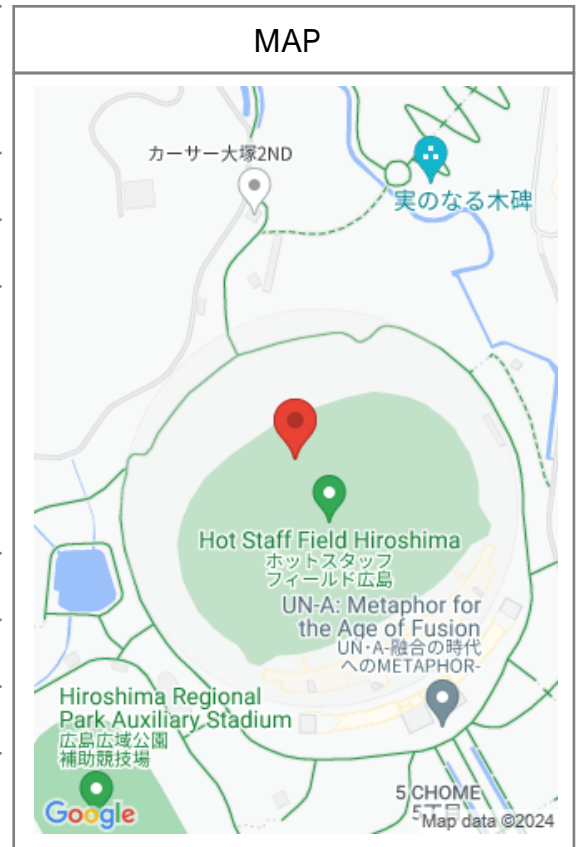 MAP
カーサー大塚2ND
実のなる木碑
Hot Staff Field Hiroshima
ホットスタッフ
フィールド広島
UN-A: Metaphor for
the Age of Fusion
UN・A-融合の時代
へのMETAPHOR-
Hiroshima Regional
Park Auxiliary Stadium
広島広域公園
補助競技場
5 CHOME
5丁目
Google
Map data ©2024